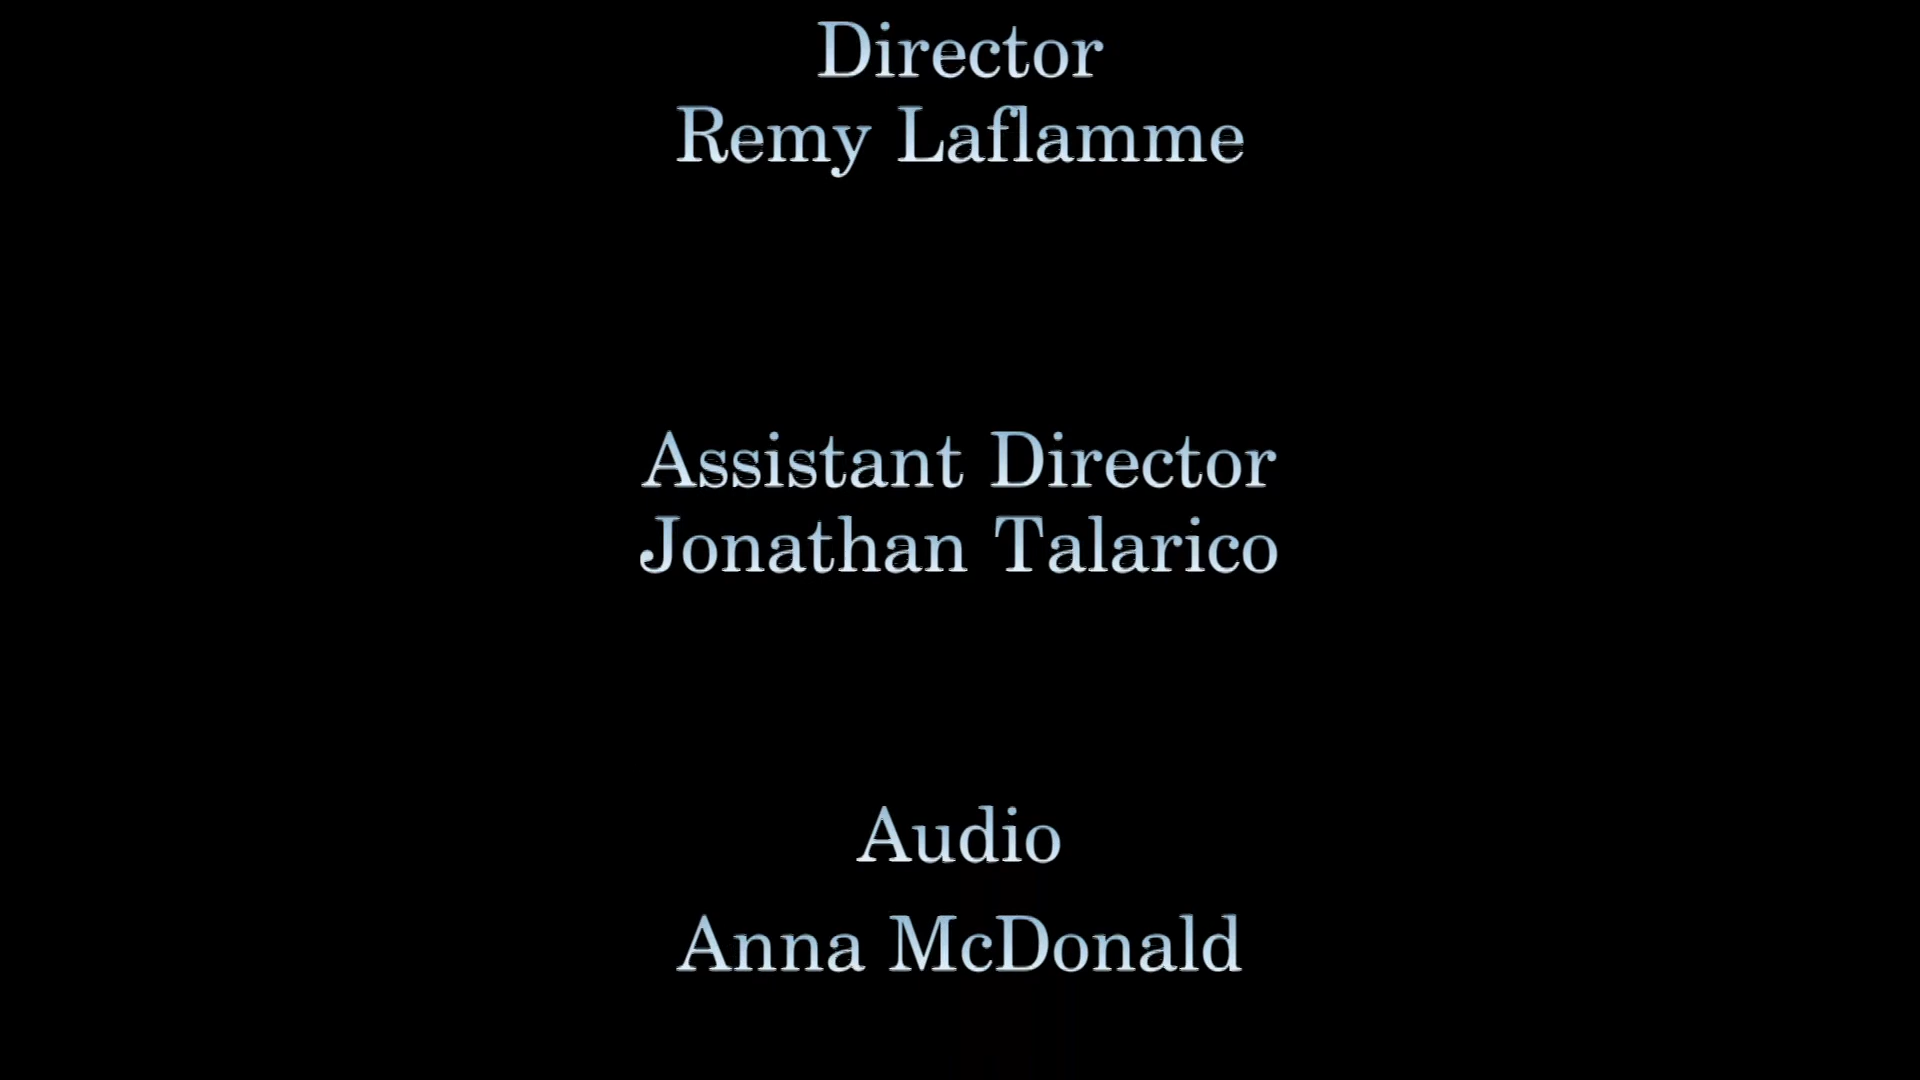 Director
Remy Laflamme
Assistant Director
Jonathan Talarico
Audio
Anna McDonald